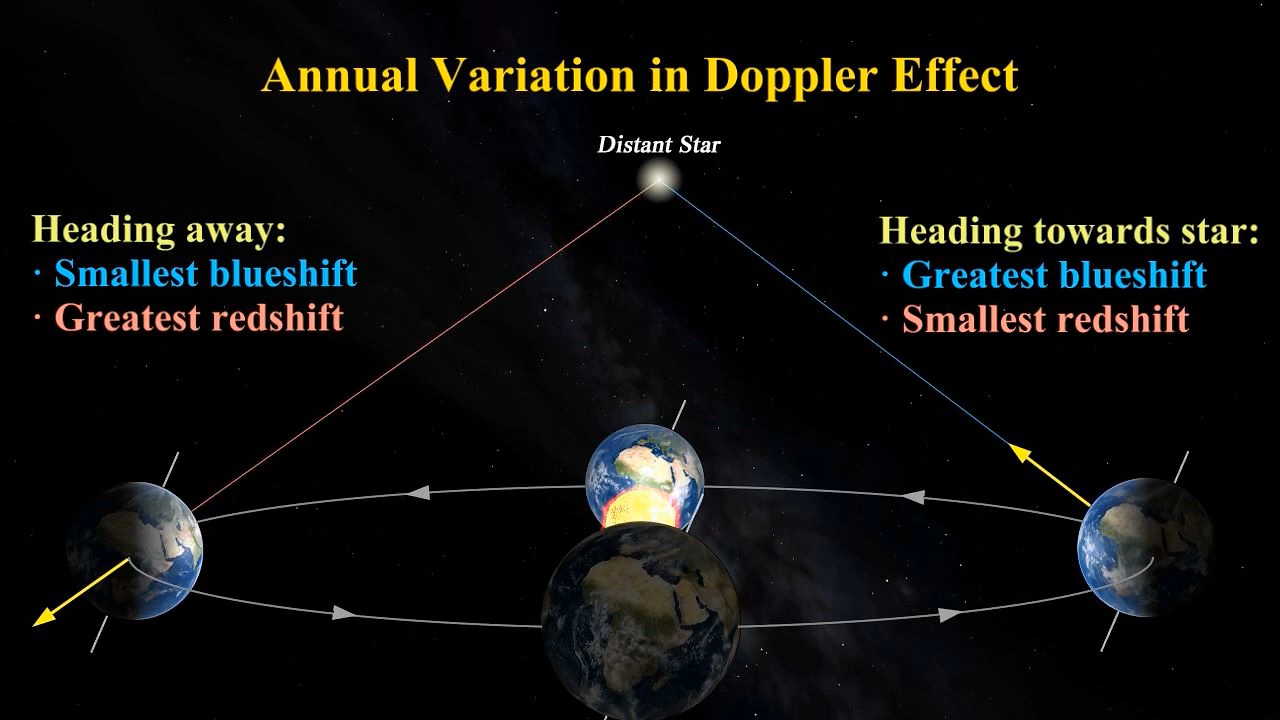 Annual Variation in Doppler Effect
Distant Star
Heading away:
· Smallest blueshift
· Greatest redshift
Heading towards star:
· Greatest blueshift
· Smallest redshift